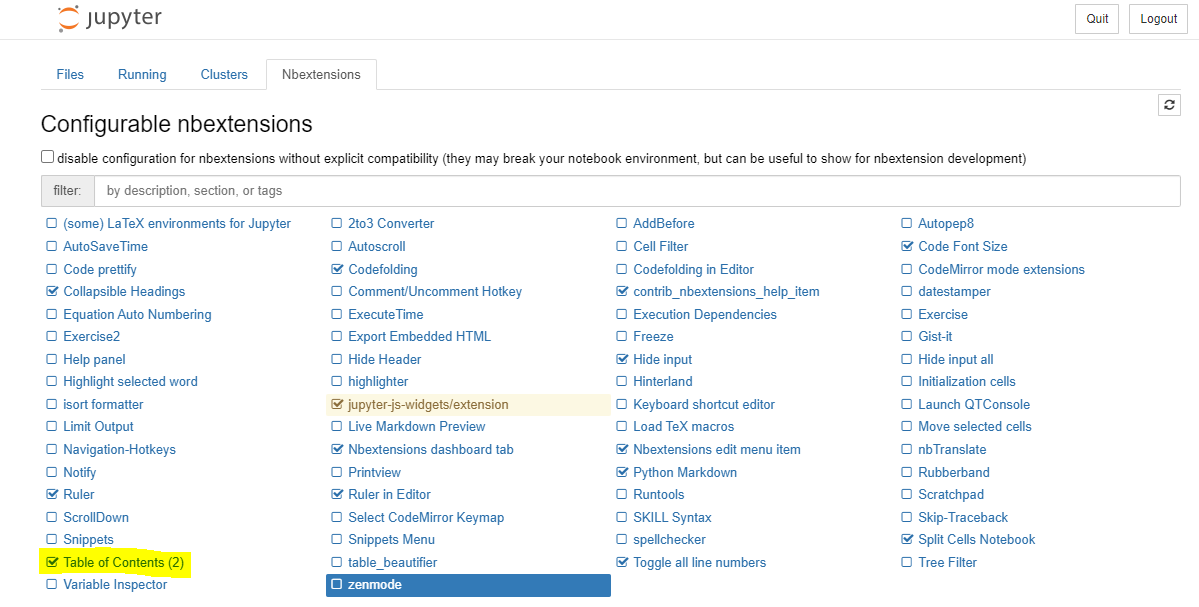 jupyter Quit Logout
Files Running Clusters Nbextensions
Configurable nbextensions
disable configuration for nbextensions without explicit compatibility (they may break your notebook environment, but can be useful to show for nbextension development)
filter: by description, section, or tags
(some) LaTeX environments for Jupyter 2to3 Converter AddBefore Autopep8
AutoSaveTime Autoscroll Cell Filter Code Font Size
Code prettify Codefolding Codefolding in Editor CodeMirror mode extensions
Collapsible Headings Comment/Uncomment Hotkey contrib_nbextensions_help_item datestamper
Equation Auto Numbering ExecuteTime Execution Dependencies Exercise
Exercise2 Export Embedded HTML Freeze Gist-it
Help panel Hide Header Hide input Hide input all
Highlight selected word highlighter Hinterland Initialization cells
isort formatter jupyter-js-widgets/extension Keyboard shortcut editor Launch QTConsole
Limit Output Live Markdown Preview Load TeX macros Move selected cells
Navigation-Hotkeys Nbextensions dashboard tab Nbextensions edit menu item nbTranslate
Notify Printview Python Markdown Rubberband
Ruler Ruler in Editor Runtools Scratchpad
ScrollDown Select CodeMirror Keymap SKILL Syntax Skip-Traceback
Snippets Snippets Menu spellchecker Split Cells Notebook
Table of Contents (2) table_beautifier Toggle all line numbers Tree Filter
Variable Inspector zenmode